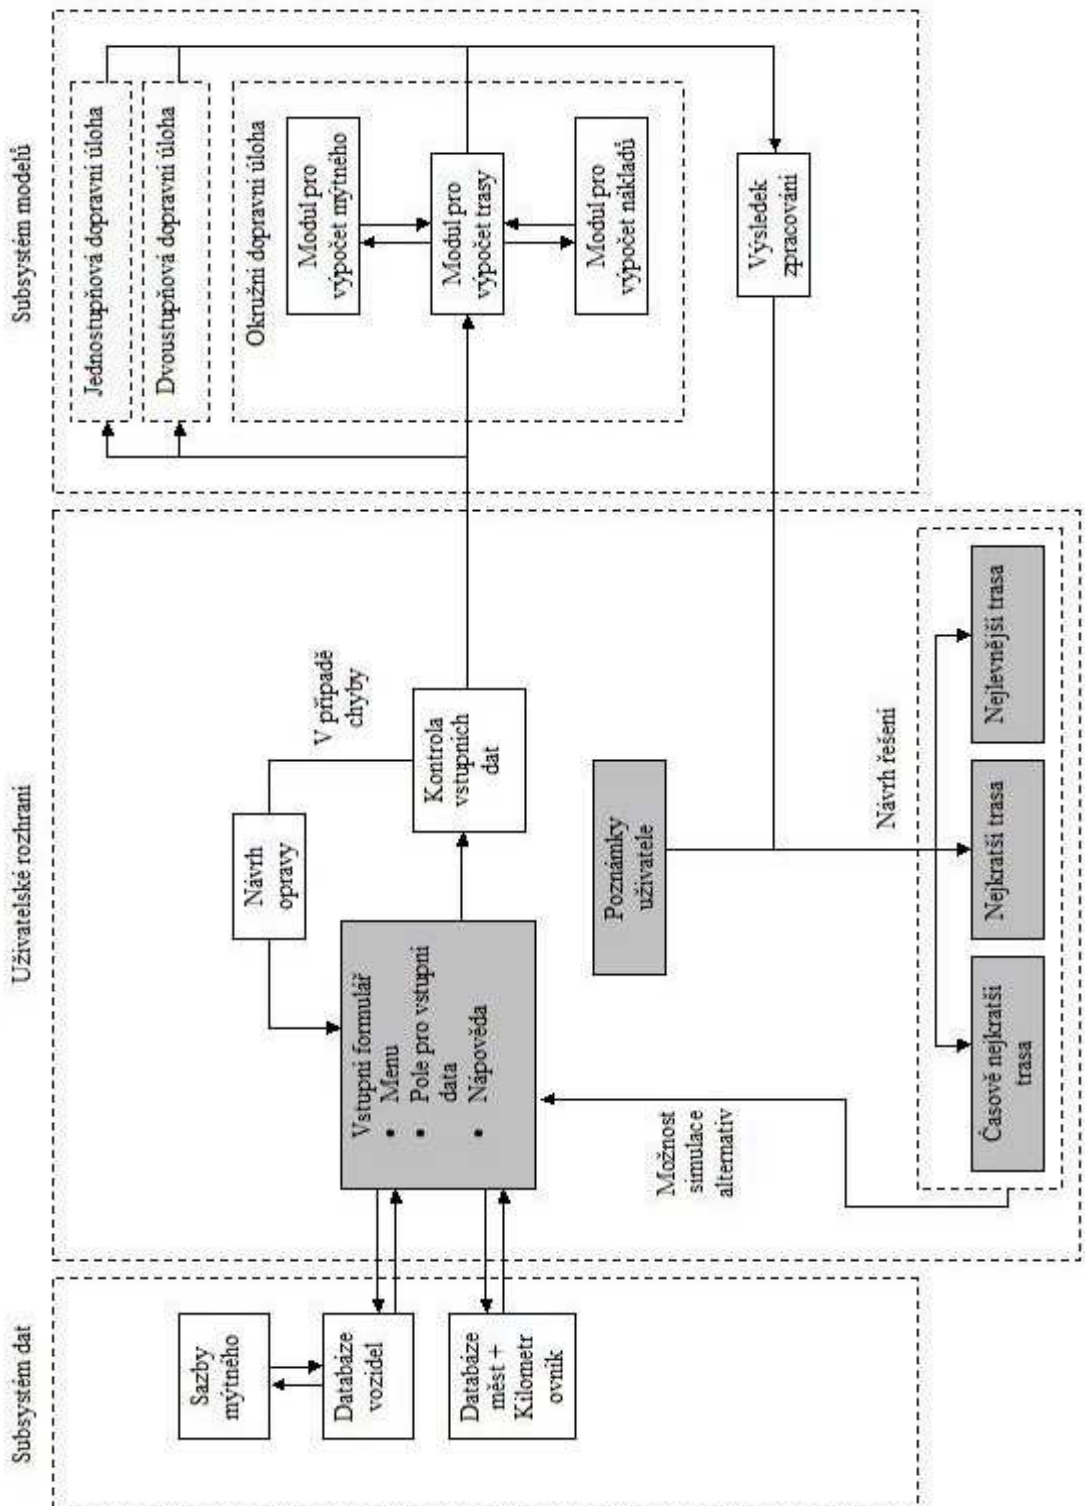 Subsystém dat
Uživatelské rozhraní
Subsystém modelů
Sazby
mýtného
Databáze
vozidel
Databáze
měst +
Kilometr
ovník
Návrh
opravy
V případě
chyby
Vstupní formulář
• Menu
• Pole pro vstupní
data
• Nápověda
Kontrola
vstupních
dat
Poznámky
uživatele
Možnost
simulace
alternativ
Návrh řešení
Časově nejkratší
trasa
Nejkratší trasa
Nejlevnější trasa
Jednostupňová dopravní úloha
Dvoustupňová dopravní úloha
Okružní dopravní úloha
Modul pro
výpočet mýtného
Modul pro
výpočet trasy
Modul pro
výpočet nákladů
Výsledek
zpracování